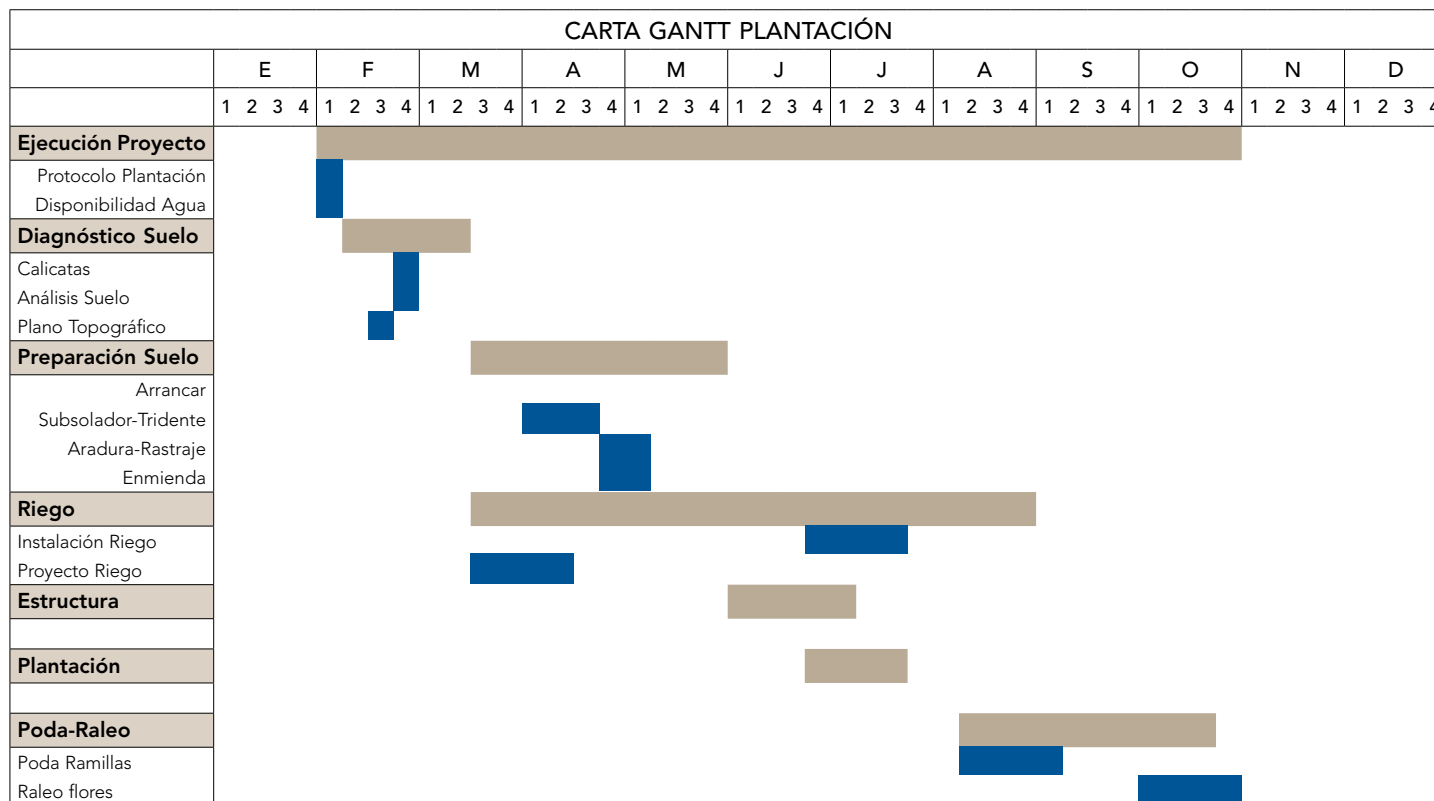 CARTA GANTT PLANTACIÓN
E F M A M J J A S O N D
1 2 3 4 1 2 3 4 1 2 3 4 1 2 3 4 1 2 3 4 1 2 3 4 1 2 3 4 1 2 3 4 1 2 3 4 1 2 3 4 1 2 3 4 1 2 3 4
Ejecución Proyecto
Protocolo Plantación
Disponibilidad Agua
Diagnóstico Suelo
Calicatas
Análisis Suelo
Plano Topográfico
Preparación Suelo
Arrancar
Subsolador-Tridente
Aradura-Rastraje
Enmienda
Riego
Instalación Riego
Proyecto Riego
Estructura
Plantación
Poda-Raleo
Poda Ramillas
Raleo flores